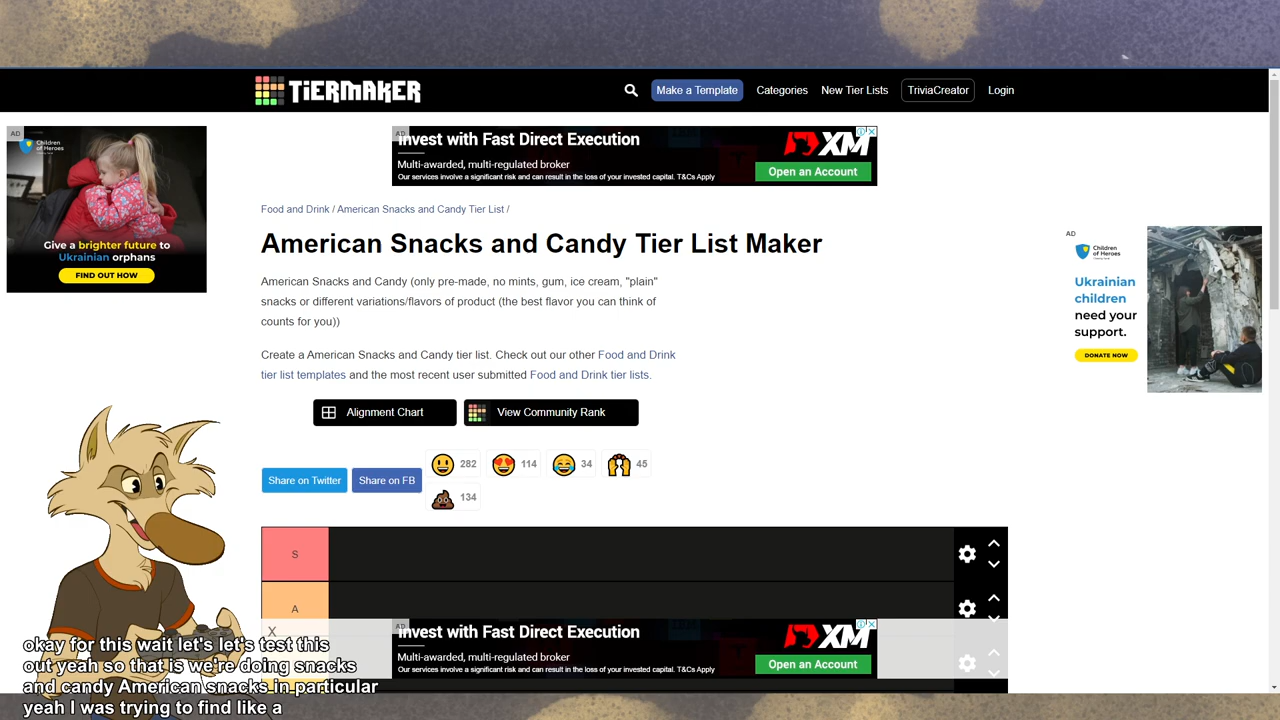 TiERMAKER
Make a Template
Categories
New Tier Lists
TriviaCreator
Login
AD
Children of Heroes
Give a brighter future to
Ukrainian orphans
FIND OUT HOW
AD
Invest with Fast Direct Execution
Multi-awarded, multi-regulated broker
Our services involve a significant risk and can result in the loss of your invested capital. T&Cs Apply
XM
Open an Account
Food and Drink / American Snacks and Candy Tier List /
American Snacks and Candy Tier List Maker
American Snacks and Candy (only pre-made, no mints, gum, ice cream, "plain"
snacks or different variations/flavors of product (the best flavor you can think of
counts for you))
Create a American Snacks and Candy tier list. Check out our other Food and Drink
tier list templates and the most recent user submitted Food and Drink tier lists.
Alignment Chart
View Community Rank
Share on Twitter
Share on FB
282
114
34
45
134
AD
Children of Heroes
Ukrainian
children
need your
support.
DONATE NOW
S
A
X
AD
Invest with Fast Direct Execution
Multi-awarded, multi-regulated broker
Our services involve a significant risk and can result in the loss of your invested capital. T&Cs Apply
XM
Open an Account
okay for this wait let's let's test this
out yeah so that is we're doing snacks
and candy American snacks in particular
yeah I was trying to find like a